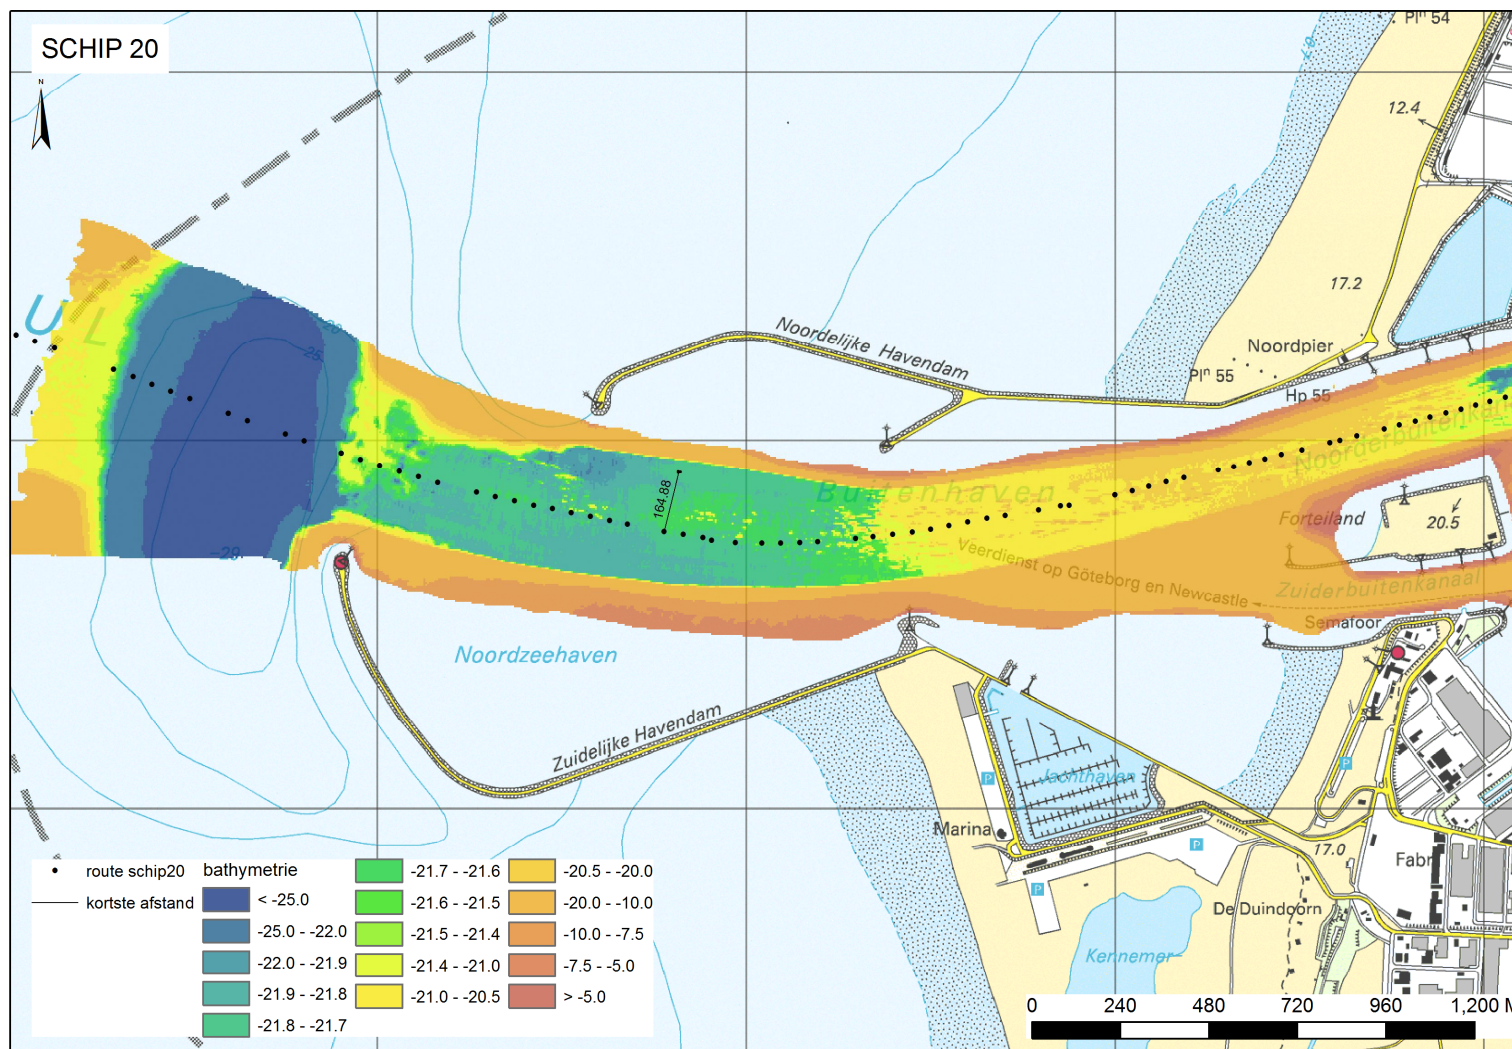 SCHIP 20
N
Plⁿ 54
-8
12.4
17.2
U L
-20
-25.
Noordelijke Havendam
Noordpier
Plⁿ 55
Hp 55
Noorderbuitenkan
164.88
Buitenhaven
Forteiland
20.5
-29.
Veerdienst op Göteborg en Newcastle
Zuiderbuitenkanaal
Semafoor
Noordzeehaven
Zuidelijke Havendam
P
Jachthaven
P
Marina
P
17.0
Fabr
P
De Duindoorn
Kennemer-
route schip20
kortste afstand
bathymetrie
< -25.0
-25.0 - -22.0
-22.0 - -21.9
-21.9 - -21.8
-21.8 - -21.7
-21.7 - -21.6
-21.6 - -21.5
-21.5 - -21.4
-21.4 - -21.0
-21.0 - -20.5
-20.5 - -20.0
-20.0 - -10.0
-10.0 - -7.5
-7.5 - -5.0
> -5.0
0 240 480 720 960 1,200 M